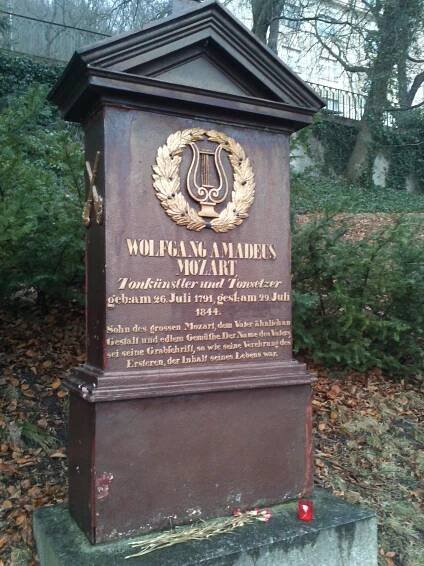 WOLFGANG AMADEUS
MOZART
Tonkünstler und Tonsetzer
geb: am 26. Juli 1791, gest: am 29. Juli
1844.
Sohn des grossen Mozart, dem Vater ähnlich an
Gestalt und edlem Gemüthe. Der Name des Vaters
sei seine Grabschrift, so wie seine Verehrung des
Ersteren, der Inhalt seines Lebens war.